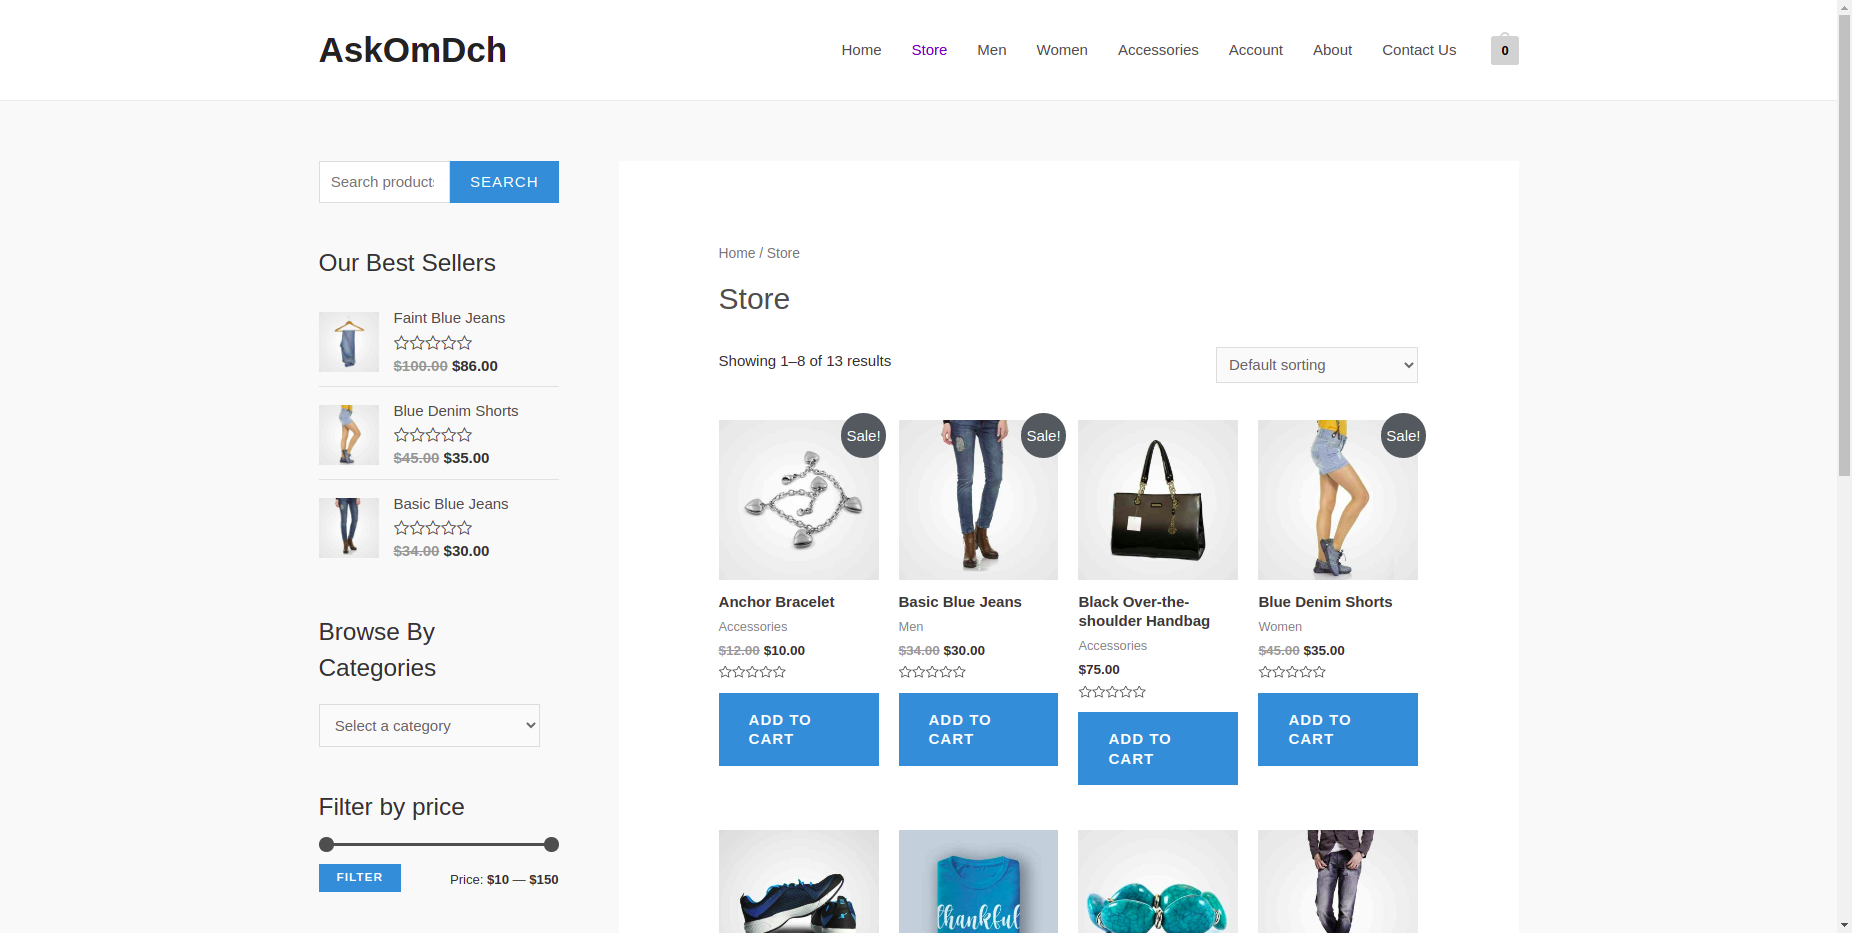 AskOmDch
Home
Store
Men
Women
Accessories
Account
About
Contact Us
0
Search product
SEARCH
Our Best Sellers
Faint Blue Jeans
$100.00 $86.00
Blue Denim Shorts
$45.00 $35.00
Basic Blue Jeans
$34.00 $30.00
Browse By
Categories
Select a category
Filter by price
FILTER
Price: $10 — $150
Home / Store
Store
Showing 1–8 of 13 results
Default sorting
Sale!
Anchor Bracelet
Accessories
$12.00 $10.00
ADD TO
CART
Sale!
Basic Blue Jeans
Men
$34.00 $30.00
ADD TO
CART
Black Over-the-
shoulder Handbag
Accessories
$75.00
ADD TO
CART
Sale!
Blue Denim Shorts
Women
$45.00 $35.00
ADD TO
CART
thankful